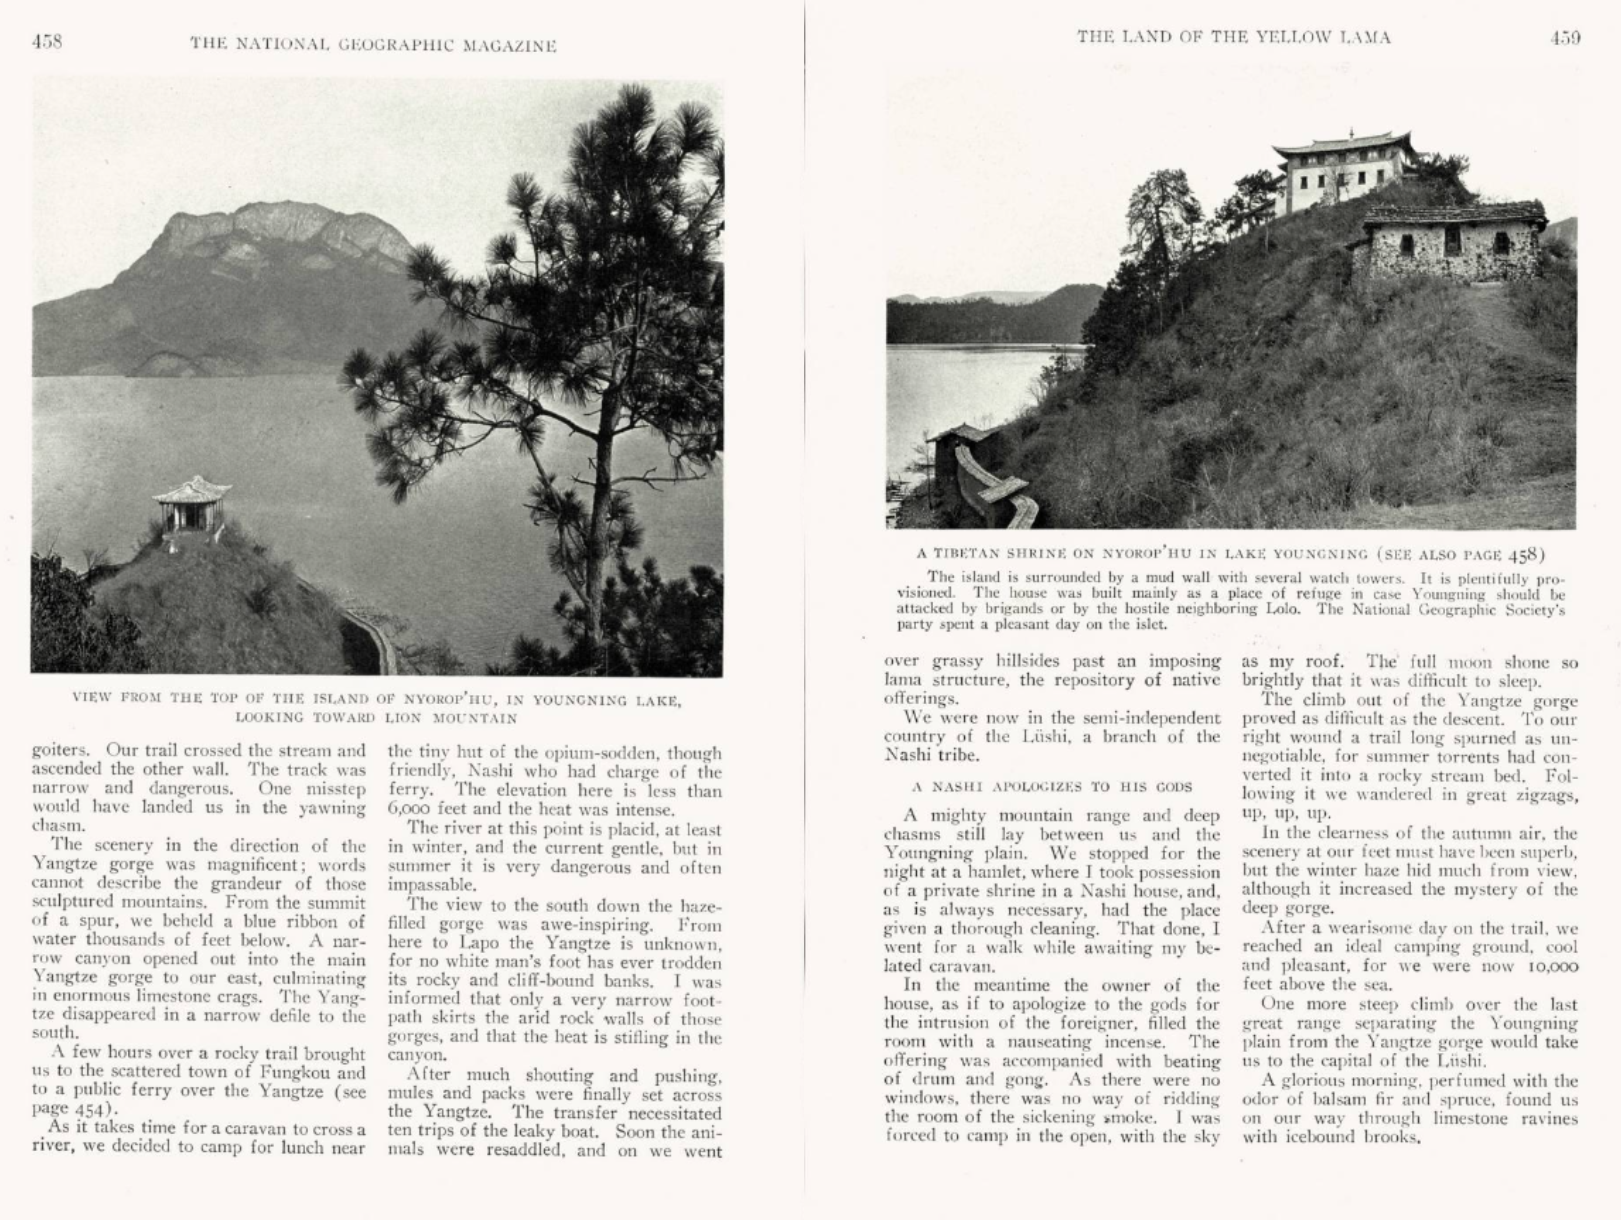 458
THE NATIONAL GEOGRAPHIC MAGAZINE
VIEW FROM THE TOP OF THE ISLAND OF NYOROP'HU, IN YOUNGNING LAKE,
LOOKING TOWARD LION MOUNTAIN
goiters. Our trail crossed the stream and
ascended the other wall. The track was
narrow and dangerous. One misstep
would have landed us in the yawning
chasm.
The scenery in the direction of the
Yangtze gorge was magnificent; words
cannot describe the grandeur of those
sculptured mountains. From the summit
of a spur, we beheld a blue ribbon of
water thousands of feet below. A nar-
row canyon opened out into the main
Yangtze gorge to our east, culminating
in enormous limestone crags. The Yang-
tze disappeared in a narrow defile to the
south.
A few hours over a rocky trail brought
us to the scattered town of Fungkou and
to a public ferry over the Yangtze (see
page 454).
As it takes time for a caravan to cross a
river, we decided to camp for lunch near
the tiny hut of the opium-sodden, though
friendly, Nashi who had charge of the
ferry. The elevation here is less than
6,000 feet and the heat was intense.
The river at this point is placid, at least
in winter, and the current gentle, but in
summer it is very dangerous and often
impassable.
The view to the south down the haze-
filled gorge was awe-inspiring. From
here to Lapo the Yangtze is unknown,
for no white man's foot has ever trodden
its rocky and cliff-bound banks. I was
informed that only a very narrow foot-
path skirts the arid rock walls of those
gorges, and that the heat is stifling in the
canyon.
After much shouting and pushing,
mules and packs were finally set across
the Yangtze. The transfer necessitated
ten trips of the leaky boat. Soon the ani-
mals were resaddled, and on we went
THE LAND OF THE YELLOW LAMA
459
A TIBETAN SHRINE ON NYOROP'HU IN LAKE YOUNGNING (SEE ALSO PAGE 458)
The island is surrounded by a mud wall with several watch towers. It is plentifully pro-
visioned. The house was built mainly as a place of refuge in case Youngning should be
attacked by brigands or by the hostile neighboring Lolo. The National Geographic Society's
party spent a pleasant day on the islet.
over grassy hillsides past an imposing
lama structure, the repository of native
offerings.
We were now in the semi-independent
country of the Lüshi, a branch of the
Nashi tribe.
A NASHI APOLOGIZES TO HIS GODS
A mighty mountain range and deep
chasms still lay between us and the
Youngning plain. We stopped for the
night at a hamlet, where I took possession
of a private shrine in a Nashi house, and,
as is always necessary, had the place
given a thorough cleaning. That done, I
went for a walk while awaiting my be-
lated caravan.
In the meantime the owner of the
house, as if to apologize to the gods for
the intrusion of the foreigner, filled the
room with a nauseating incense. The
offering was accompanied with beating
of drum and gong. As there were no
windows, there was no way of ridding
the room of the sickening smoke. I was
forced to camp in the open, with the sky
as my roof. The full moon shone so
brightly that it was difficult to sleep.
The climb out of the Yangtze gorge
proved as difficult as the descent. To our
right wound a trail long spurned as un-
negotiable, for summer torrents had con-
verted it into a rocky stream bed. Fol-
lowing it we wandered in great zigzags,
up, up, up.
In the clearness of the autumn air, the
scenery at our feet must have been superb,
but the winter haze hid much from view,
although it increased the mystery of the
deep gorge.
After a wearisome day on the trail, we
reached an ideal camping ground, cool
and pleasant, for we were now 10,000
feet above the sea.
One more steep climb over the last
great range separating the Youngning
plain from the Yangtze gorge would take
us to the capital of the Lüshi.
A glorious morning, perfumed with the
odor of balsam fir and spruce, found us
on our way through limestone ravines
with icebound brooks.